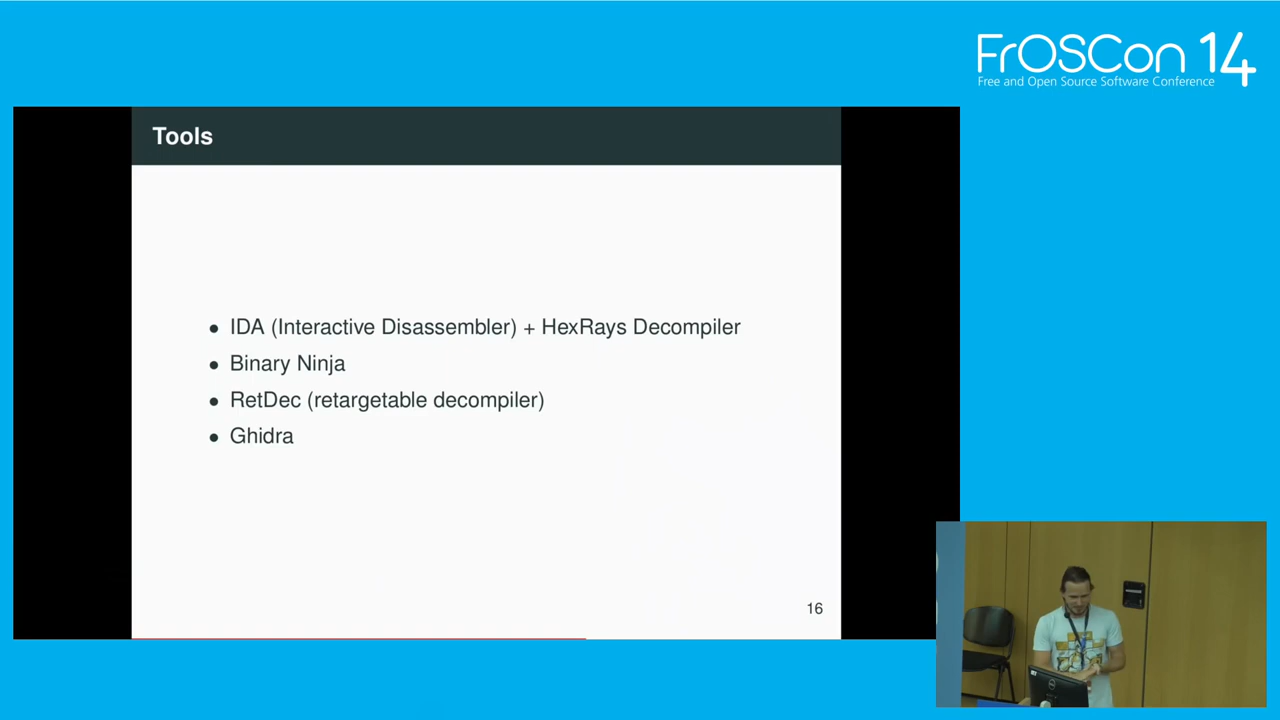 FrOSCon 14
Free and Open Source Software Conference
Tools
• IDA (Interactive Disassembler) + HexRays Decompiler
• Binary Ninja
• RetDec (retargetable decompiler)
• Ghidra
16